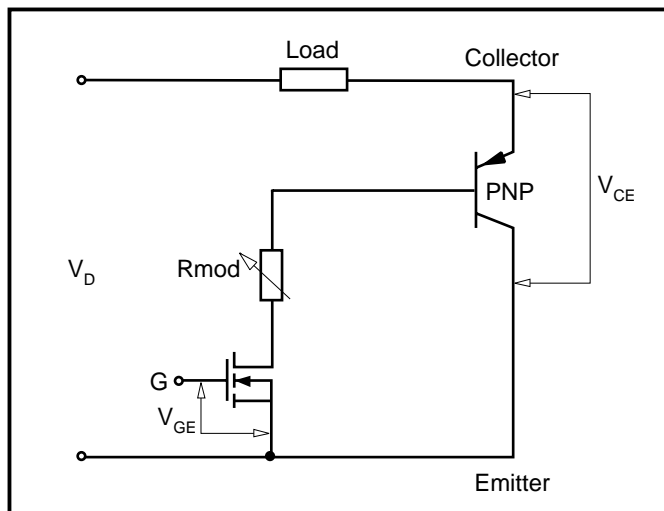 Load
Collector
PNP
V_CE
Rmod
V_D
G
V_GE
Emitter